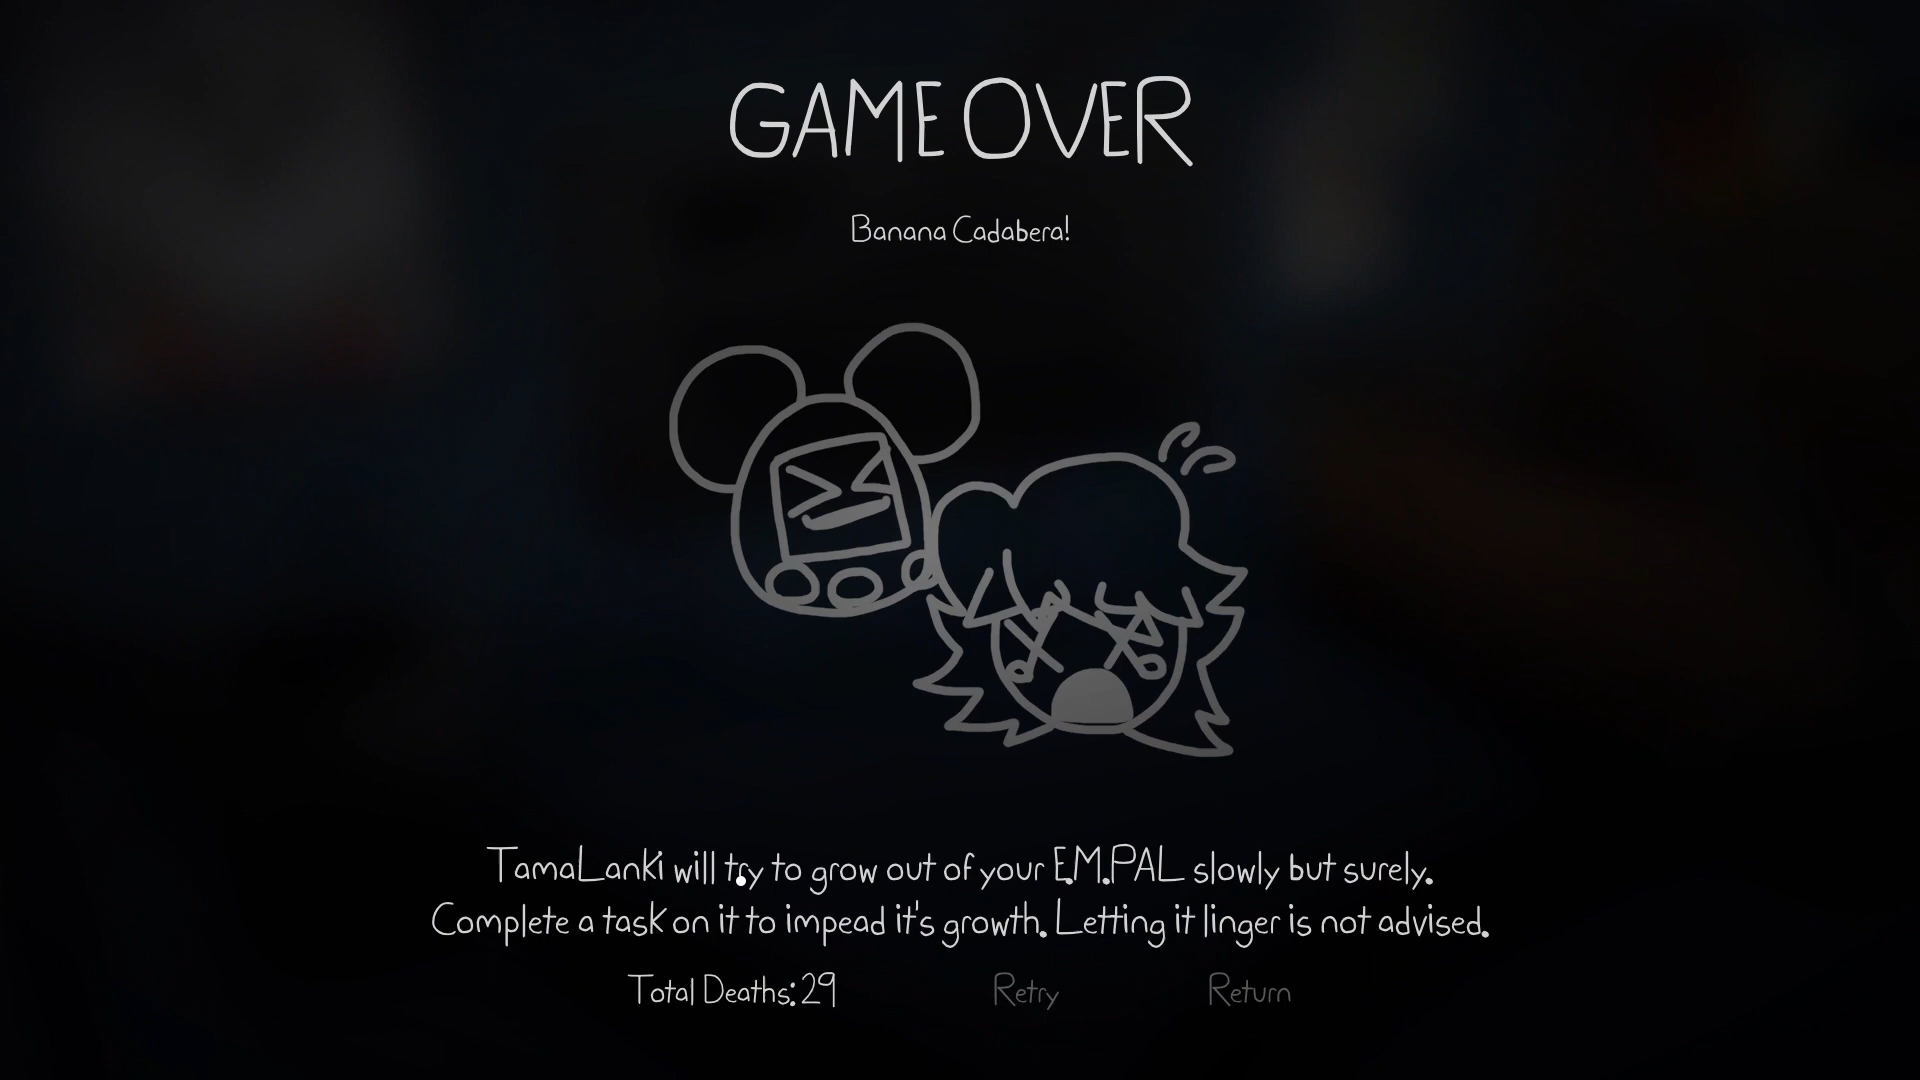 GAME OVER
Banana Cadabera!
TamaLanki will try to grow out of your E.M.PAL slowly but surely.
Complete a task on it to impead it's growth. Letting it linger is not advised.
Total Deaths: 29 Retry Return